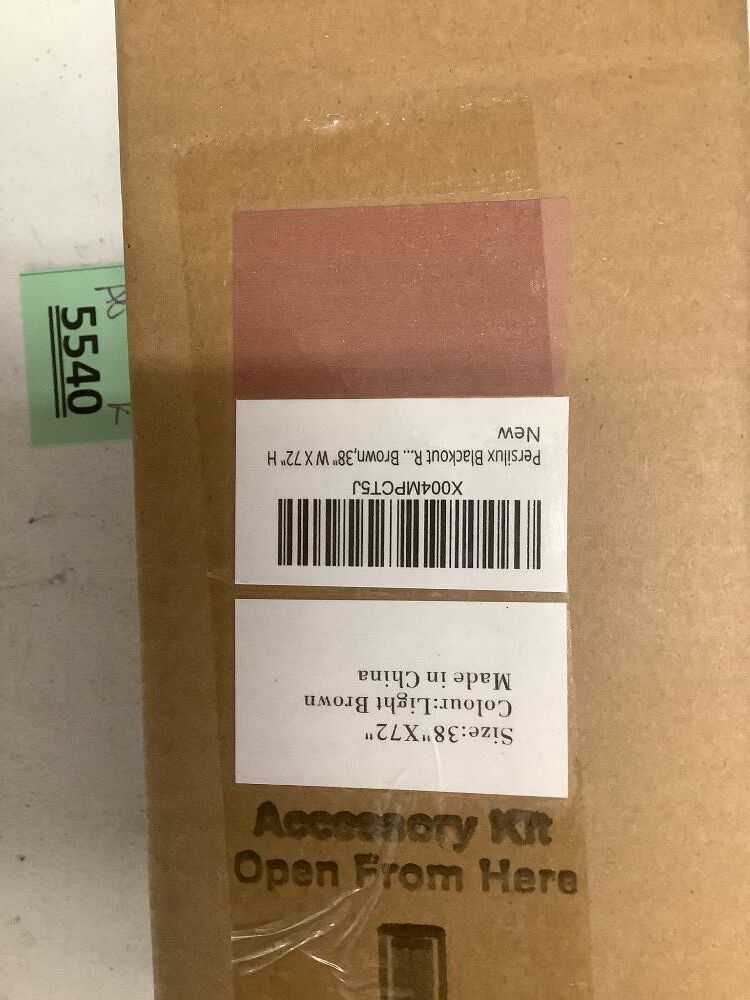 5540
X004MPCT5J
Persilux Blackout R... Brown,38" W X 72" H
New
Size:38"X72"
Colour:Light Brown
Made in China
Accessory Kit
Open From Here